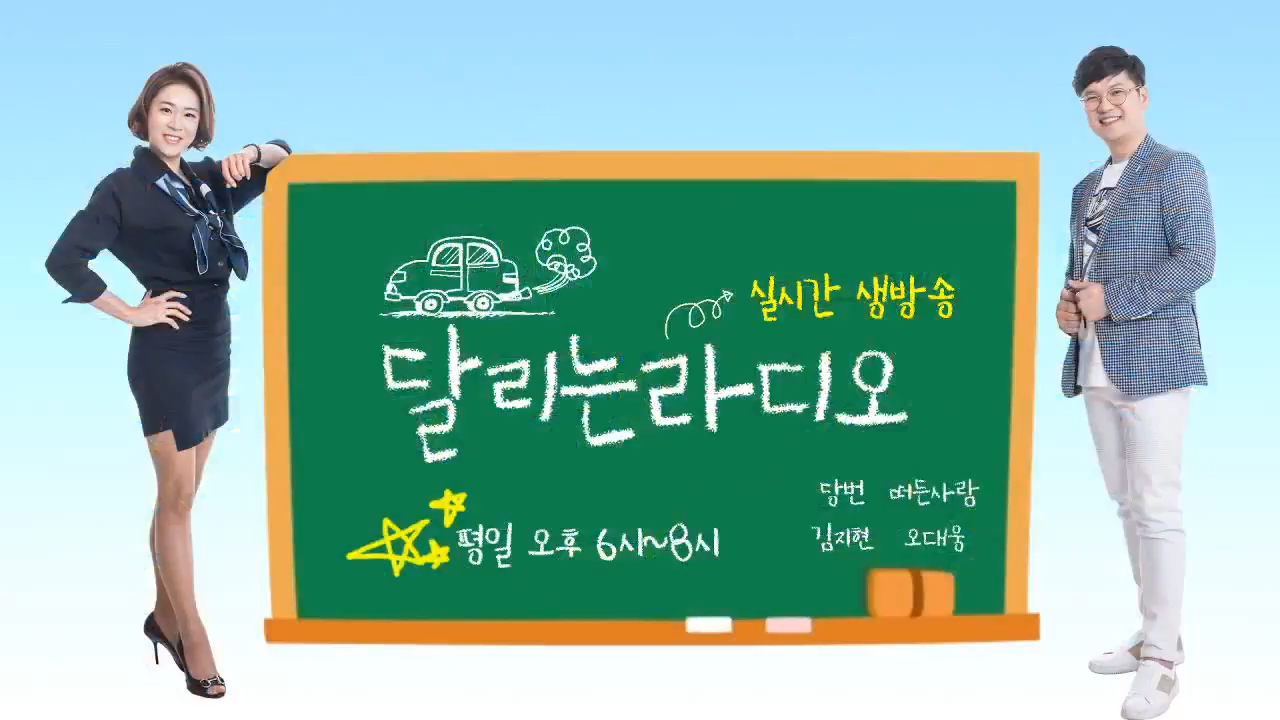 실시간 생방송
달리는라디오
당번 떠든사람
김지현 오대웅
평일 오후 6시~8시